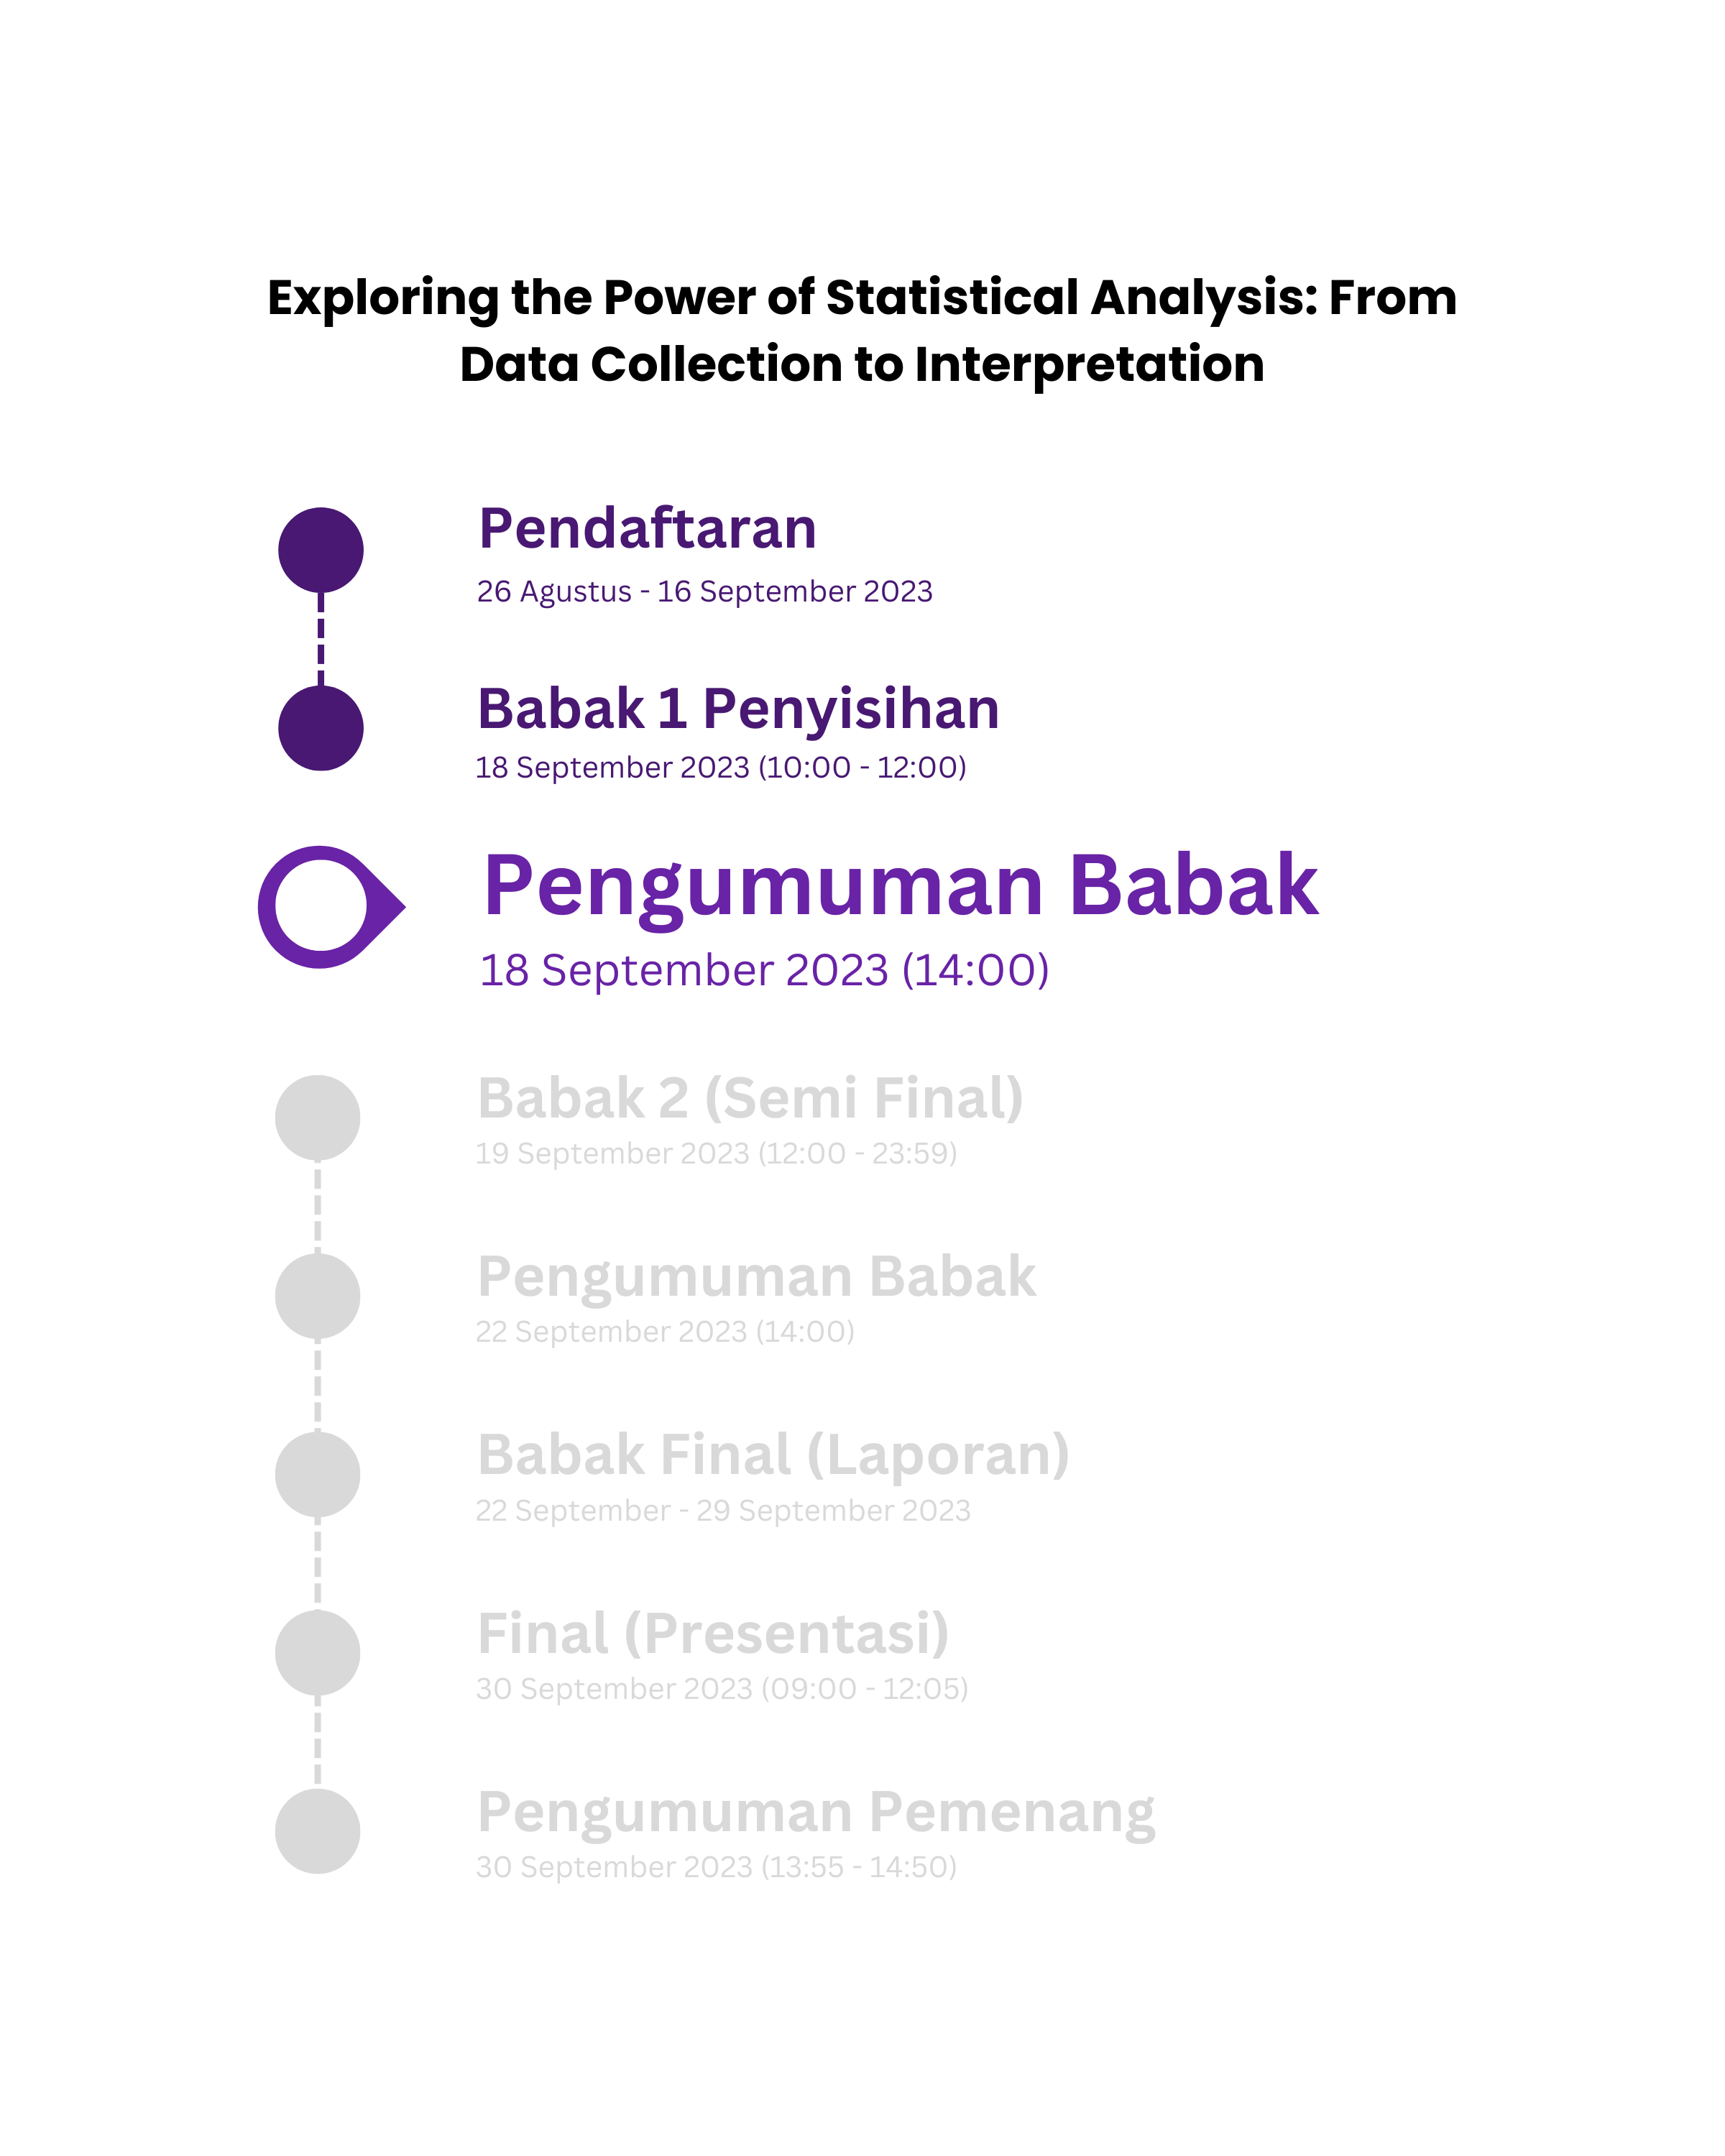 Exploring the Power of Statistical Analysis: From
Data Collection to Interpretation
Pendaftaran
26 Agustus - 16 September 2023
Babak 1 Penyisihan
18 September 2023 (10:00 - 12:00)
Pengumuman Babak
18 September 2023 (14:00)
Babak 2 (Semi Final)
19 September 2023 (12:00 - 23:59)
Pengumuman Babak
22 September 2023 (14:00)
Babak Final (Laporan)
22 September - 29 September 2023
Final (Presentasi)
30 September 2023 (09:00 - 12:05)
Pengumuman Pemenang
30 September 2023 (13:55 - 14:50)